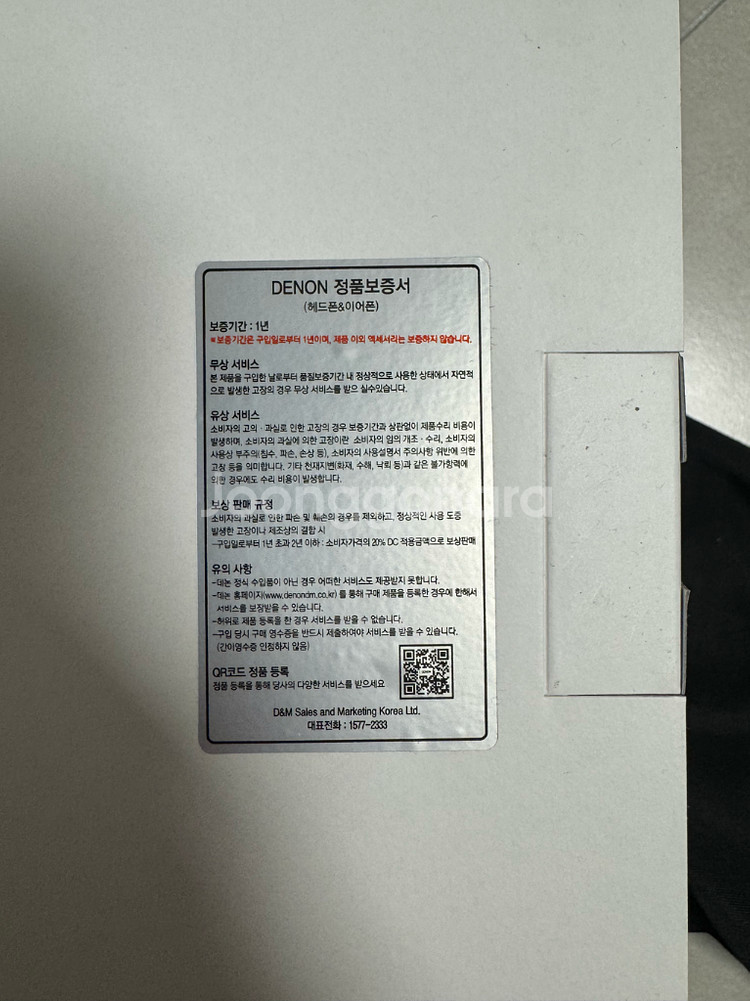 DENON 정품보증서
(헤드폰&이어폰)
보증기간 : 1년
※보증기간은 구입일로부터 1년이며, 제품 이외 액세서리는 보증하지 않습니다.
무상 서비스
본 제품을 구입한 날로부터 품질보증기간 내 정상적으로 사용한 상태에서 자연적
으로 발생한 고장의 경우 무상 서비스를 받으 실수있습니다.
유상 서비스
소비자의 고의 · 과실로 인한 고장의 경우 보증기간과 상관없이 제품수리 비용이
발생하며, 소비자의 과실에 의한 고장이란 소비자의 임의 개조 · 수리, 소비자의
사용상 부주의(침수, 파손, 손상 등), 소비자의 사용설명서 주의사항 위반에 의한
고장 등을 의미합니다. 기타 천재지변(화재, 수해, 낙뢰 등)과 같은 불가항력에
의한 경우에도 수리 비용이 발생합니다.
joonggonara
보상 판매 규정
소비자의 과실로 인한 파손 및 훼손의 경우를 제외하고, 정상적인 사용 도중
발생한 고장이나 제조상의 결함 시
-구입일로부터 1년 초과 2년 이하 : 소비자가격의 20% DC 적용금액으로 보상판매
유의 사항
-데논 정식 수입품이 아닌 경우 어떠한 서비스도 제공받지 못합니다.
-데논 홈페이지(www.denondm.co.kr) 를 통해 구매 제품을 등록한 경우에 한해서
서비스를 보장받을 수 있습니다.
-허위로 제품 등록을 한 경우 서비스를 받을 수 없습니다.
-구입 당시 구매 영수증을 반드시 제출하여야 서비스를 받을 수 있습니다.
(간이영수증 인정하지 않음)
QR코드 정품 등록
정품 등록을 통해 당사의 다양한 서비스를 받으세요
D&M Sales and Marketing Korea Ltd.
대표전화 : 1577-2333